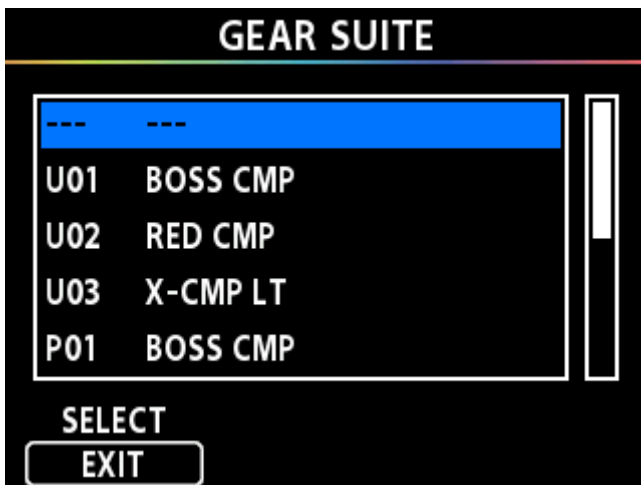 GEAR SUITE
--- ---
U01 BOSS CMP
U02 RED CMP
U03 X-CMP LT
P01 BOSS CMP
SELECT
EXIT